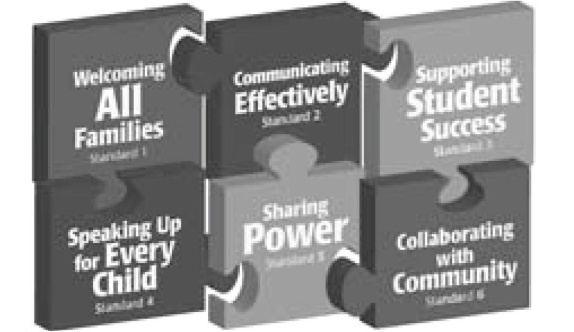 Welcoming
All
Families
Standard 1
Communicating
Effectively
Standard 2
Supporting
Student
Success
Standard 3
Speaking Up
for Every
Child
Standard 4
Sharing
Power
Standard 5
Collaborating
with
Community
Standard 6